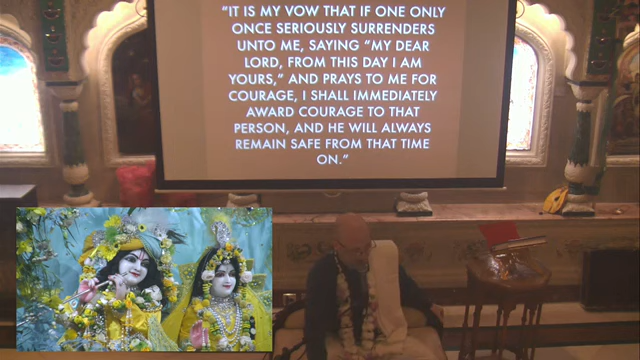 "IT IS MY VOW THAT IF ONE ONLY
ONCE SERIOUSLY SURRENDERS
UNTO ME, SAYING "MY DEAR
LORD, FROM THIS DAY I AM
YOURS," AND PRAYS TO ME FOR
COURAGE, I SHALL IMMEDIATELY
AWARD COURAGE TO THAT
PERSON, AND HE WILL ALWAYS
REMAIN SAFE FROM THAT TIME
ON."